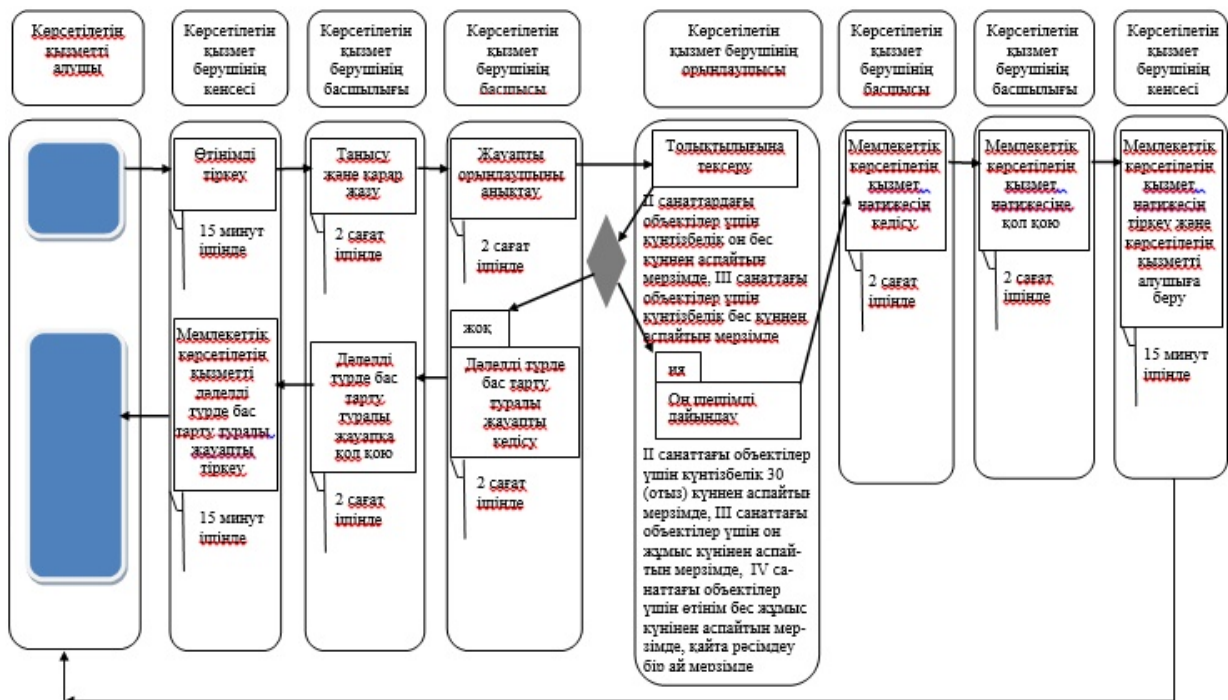 Көрсетілетін
қызметті
алушы
Көрсетілетін
қызмет
берушінің
кенсесі
Көрсетілетін
қызмет
берушінің
басшылығы
Көрсетілетін
қызмет
берушінің
басшысы
Көрсетілетін
қызмет берушінің
орындаушысы
Көрсетілетін
қызмет
берушінің
басшысы
Көрсетілетін
қызмет
берушінің
басшылығы
Көрсетілетін
қызмет
берушінің
кенсесі
Өтінімді
тіркеу
15 минут
ішінде
Танысу
және қарар
жазу
2 сағат
ішінде
Жауапты
орындаушыны
анықтау
2 сағат
ішінде
Толықтылығына
тексеру
II санаттардағы
объектілер үшін
күнтізбелік он бес
күннен аспайтын
мерзімде, III санаттағы
объектілер үшін
күнтізбелік бес күннен
аспайтын мерзімде
ия
Оң шешімді
дайындау
II санаттағы объектілер
үшін күнтізбелік 30
(отыз) күннен аспайтын
мерзімде, III санаттағы
объектілер үшін он
жұмыс күнінен аспай-
тын мерзімде, IV са-
наттағы объектілер
үшін өтінім бес жұмыс
күнінен аспайтын мер-
зімде, қайта рәсімдеу
бір ай мерзімде
Мемлекеттік
көрсетілетін
қызмет
нәтижесін
келісу
2 сағат
ішінде
Мемлекеттік
көрсетілетін
қызмет
нәтижесіне
қол қою
2 сағат
ішінде
Мемлекеттік
көрсетілетін
қызмет
нәтижесін
тіркеу және
көрсетілетін
қызметті
алушыға
беру
15 минут
ішінде
жоқ
Дәлелді түрде
бас тарту
туралы
жауапты
келісу
2 сағат
ішінде
Дәлелді
түрде бас
тарту
туралы
жауапқа
қол қою
2 сағат
ішінде
Мемлекеттік
көрсетілетін
қызметті
дәлелді
түрде бас
тарту туралы
жауапты
тіркеу
15 минут
ішінде